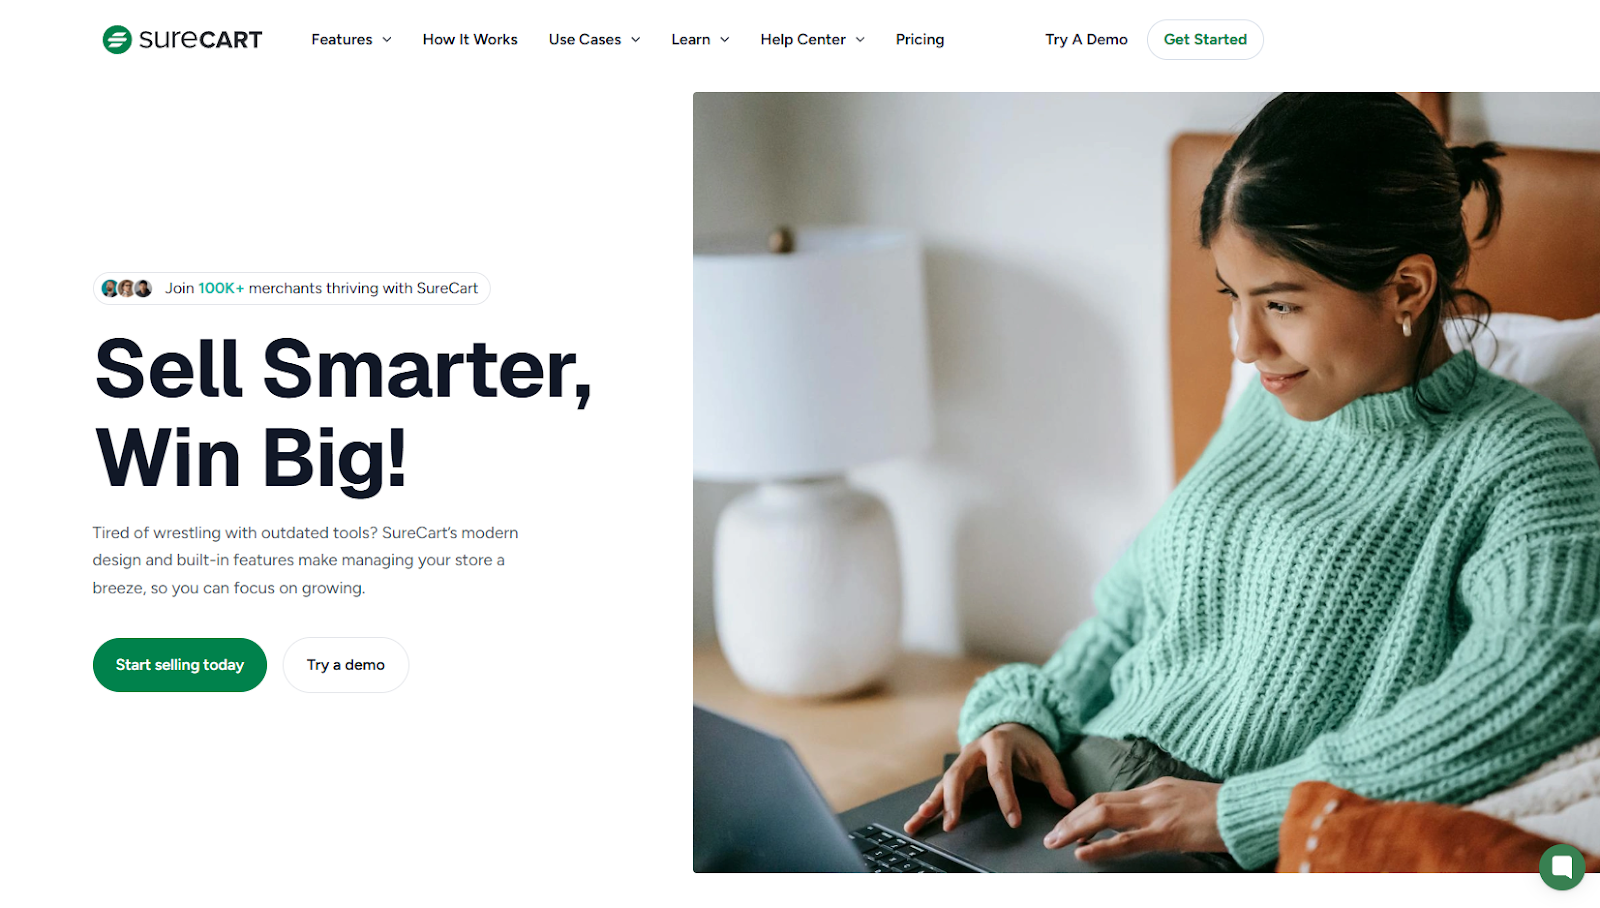 SureCART
Features
How It Works
Use Cases
Learn
Help Center
Pricing
Try A Demo
Get Started
Join 100K+ merchants thriving with SureCart
Sell Smarter,
Win Big!
Tired of wrestling with outdated tools? SureCart’s modern
design and built-in features make managing your store a
breeze, so you can focus on growing.
Start selling today
Try a demo